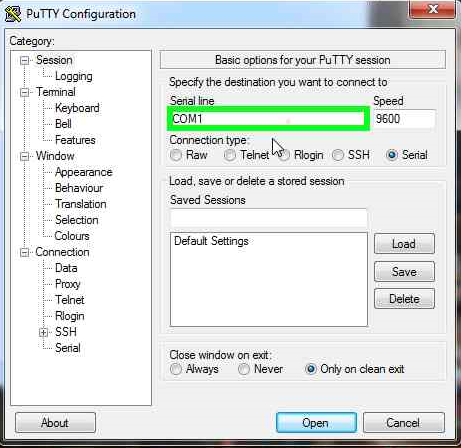 PuTTY Configuration
Category:
Session
Logging
Terminal
Keyboard
Bell
Features
Window
Appearance
Behaviour
Translation
Selection
Colours
Connection
Data
Proxy
Telnet
Rlogin
SSH
Serial
Basic options for your PuTTY session
Specify the destination you want to connect to
Serial line Speed
COM1 9600
Connection type:
Raw Telnet Rlogin SSH Serial
Load, save or delete a stored session
Saved Sessions
Default Settings
Load
Save
Delete
Close window on exit:
Always Never Only on clean exit
About Open Cancel